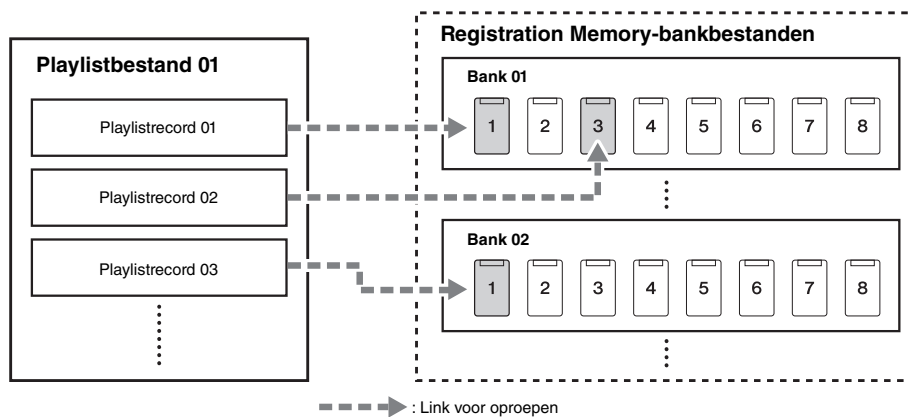 Playlistbestand 01
Playlistrecord 01
Playlistrecord 02
Playlistrecord 03
Registration Memory-bankbestanden
Bank 01
1 2 3 4 5 6 7 8
Bank 02
1 2 3 4 5 6 7 8
: Link voor oproepen